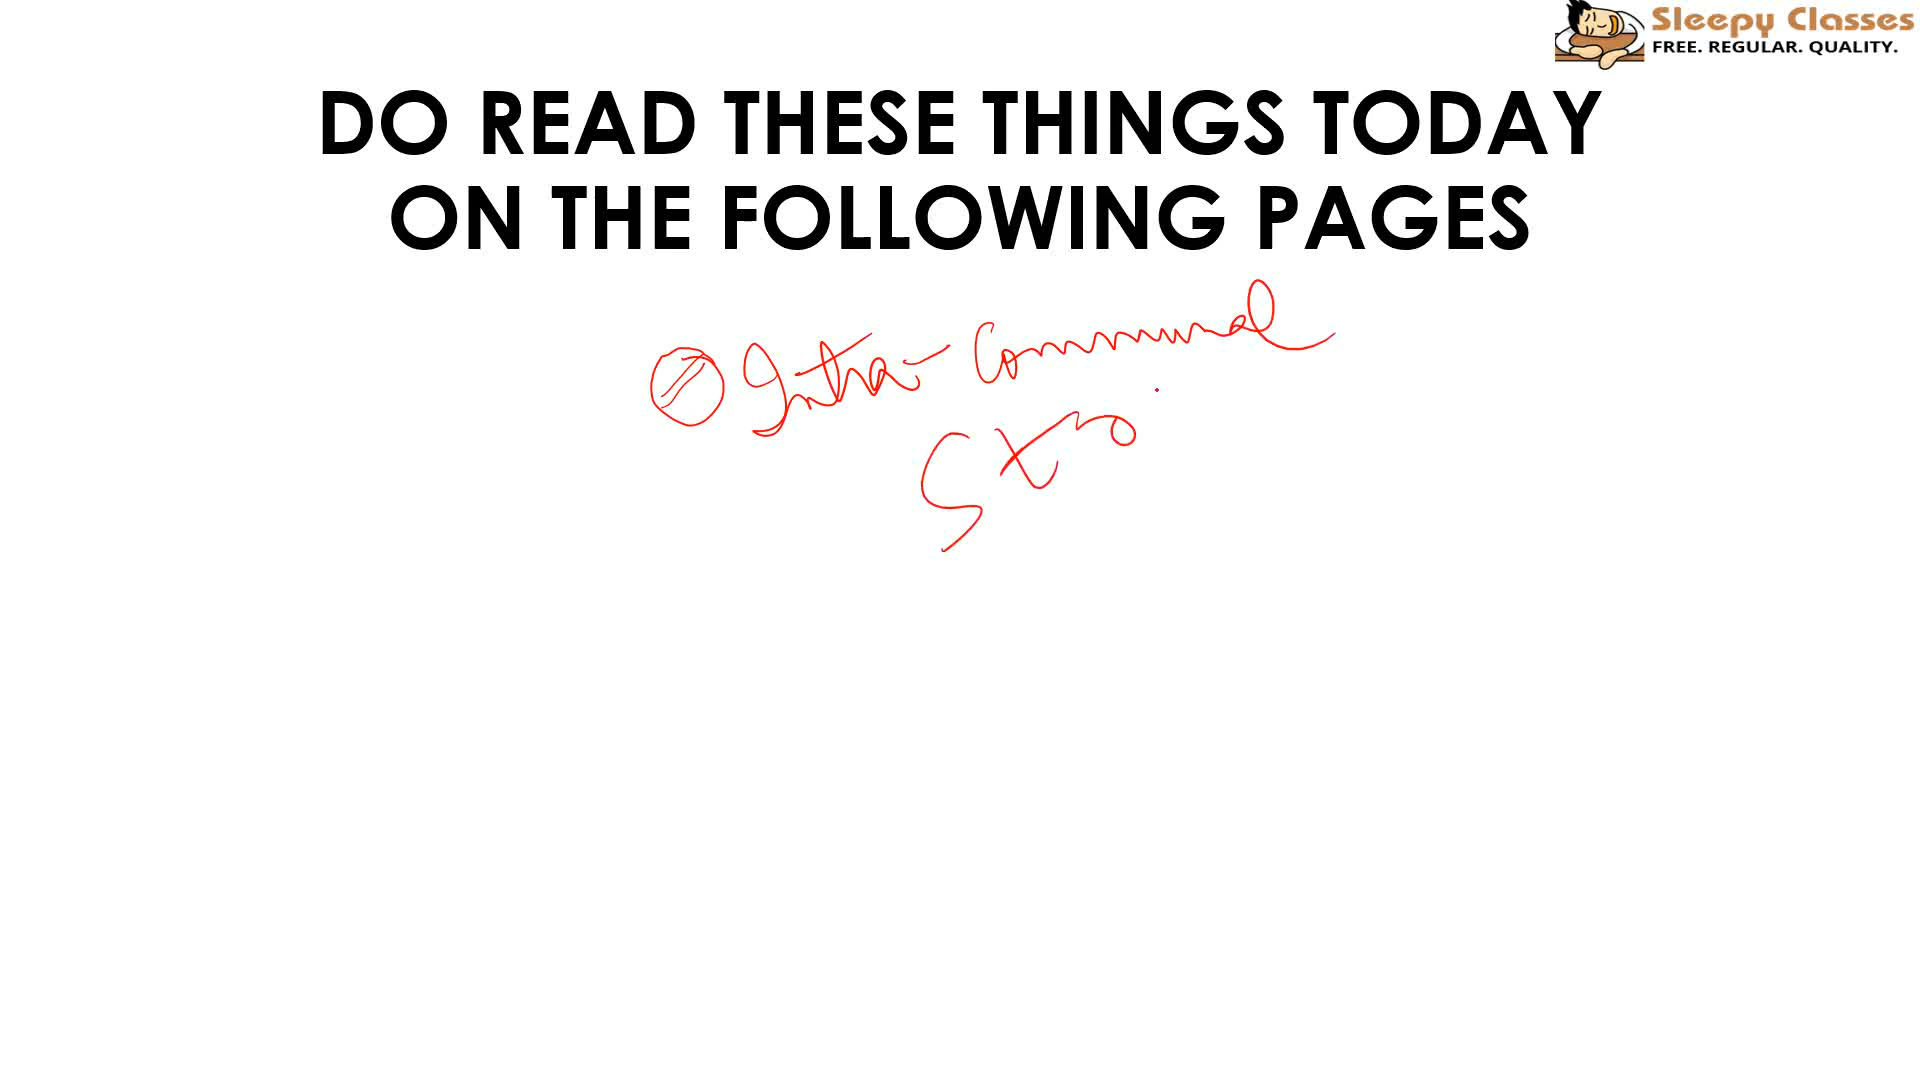 Sleepy Classes
FREE. REGULAR. QUALITY.
DO READ THESE THINGS TODAY
ON THE FOLLOWING PAGES
Intra-Communal